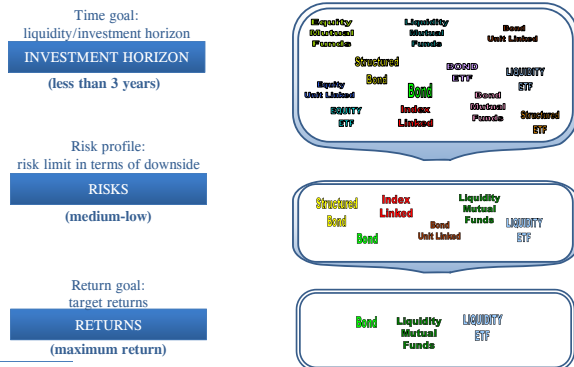 Time goal:
liquidity/investment horizon
INVESTMENT HORIZON
(less than 3 years)
Equity
Mutual
Funds
Liquidity
Mutual
Funds
Bond
Unit Linked
Structured
Bond
BOND
ETF
LIQUIDITY
ETF
Equity
Unit Linked
Bond
Bond
Mutual
Funds
EQUITY
ETF
Index
Linked
Structured
ETF
Risk profile:
risk limit in terms of downside
RISKS
(medium-low)
Structured
Bond
Index
Linked
Liquidity
Mutual
Funds
Bond
Bond
Unit Linked
LIQUIDITY
ETF
Return goal:
target returns
RETURNS
(maximum return)
Bond
Liquidity
Mutual
Funds
LIQUIDITY
ETF